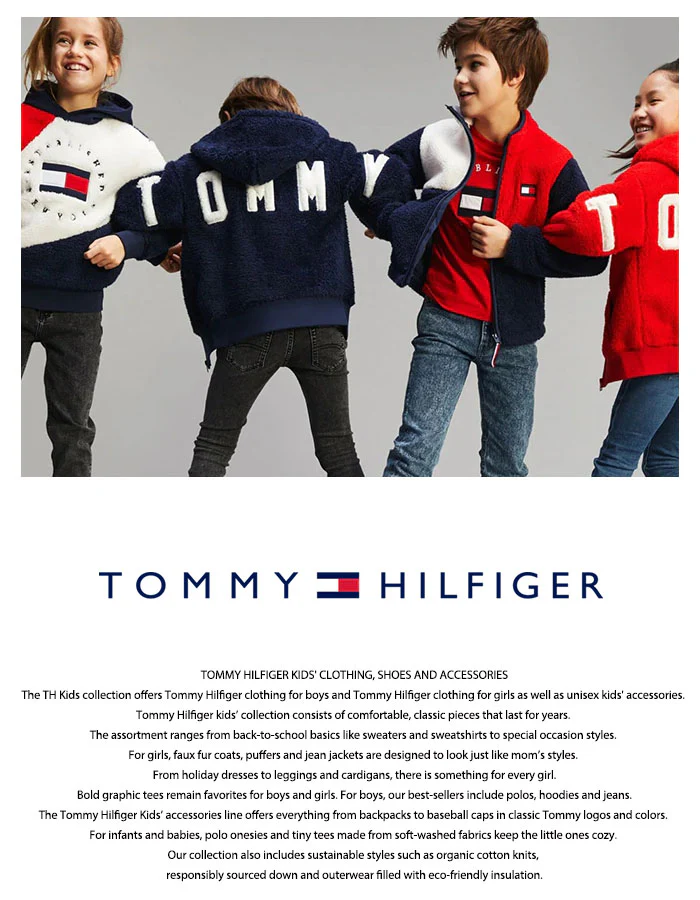 TOMMY
BLI
TO
TOMMY HILFIGER
TOMMY HILFIGER KIDS' CLOTHING, SHOES AND ACCESSORIES
The TH Kids collection offers Tommy Hilfiger clothing for boys and Tommy Hilfiger clothing for girls as well as unisex kids' accessories.
Tommy Hilfiger kids' collection consists of comfortable, classic pieces that last for years.
The assortment ranges from back-to-school basics like sweaters and sweatshirts to special occasion styles.
For girls, faux fur coats, puffers and jean jackets are designed to look just like mom's styles.
From holiday dresses to leggings and cardigans, there is something for every girl.
Bold graphic tees remain favorites for boys and girls. For boys, our best-sellers include polos, hoodies and jeans.
The Tommy Hilfiger Kids' accessories line offers everything from backpacks to baseball caps in classic Tommy logos and colors.
For infants and babies, polo onesies and tiny tees made from soft-washed fabrics keep the little ones cozy.
Our collection also includes sustainable styles such as organic cotton knits,
responsibly sourced down and outerwear filled with eco-friendly insulation.